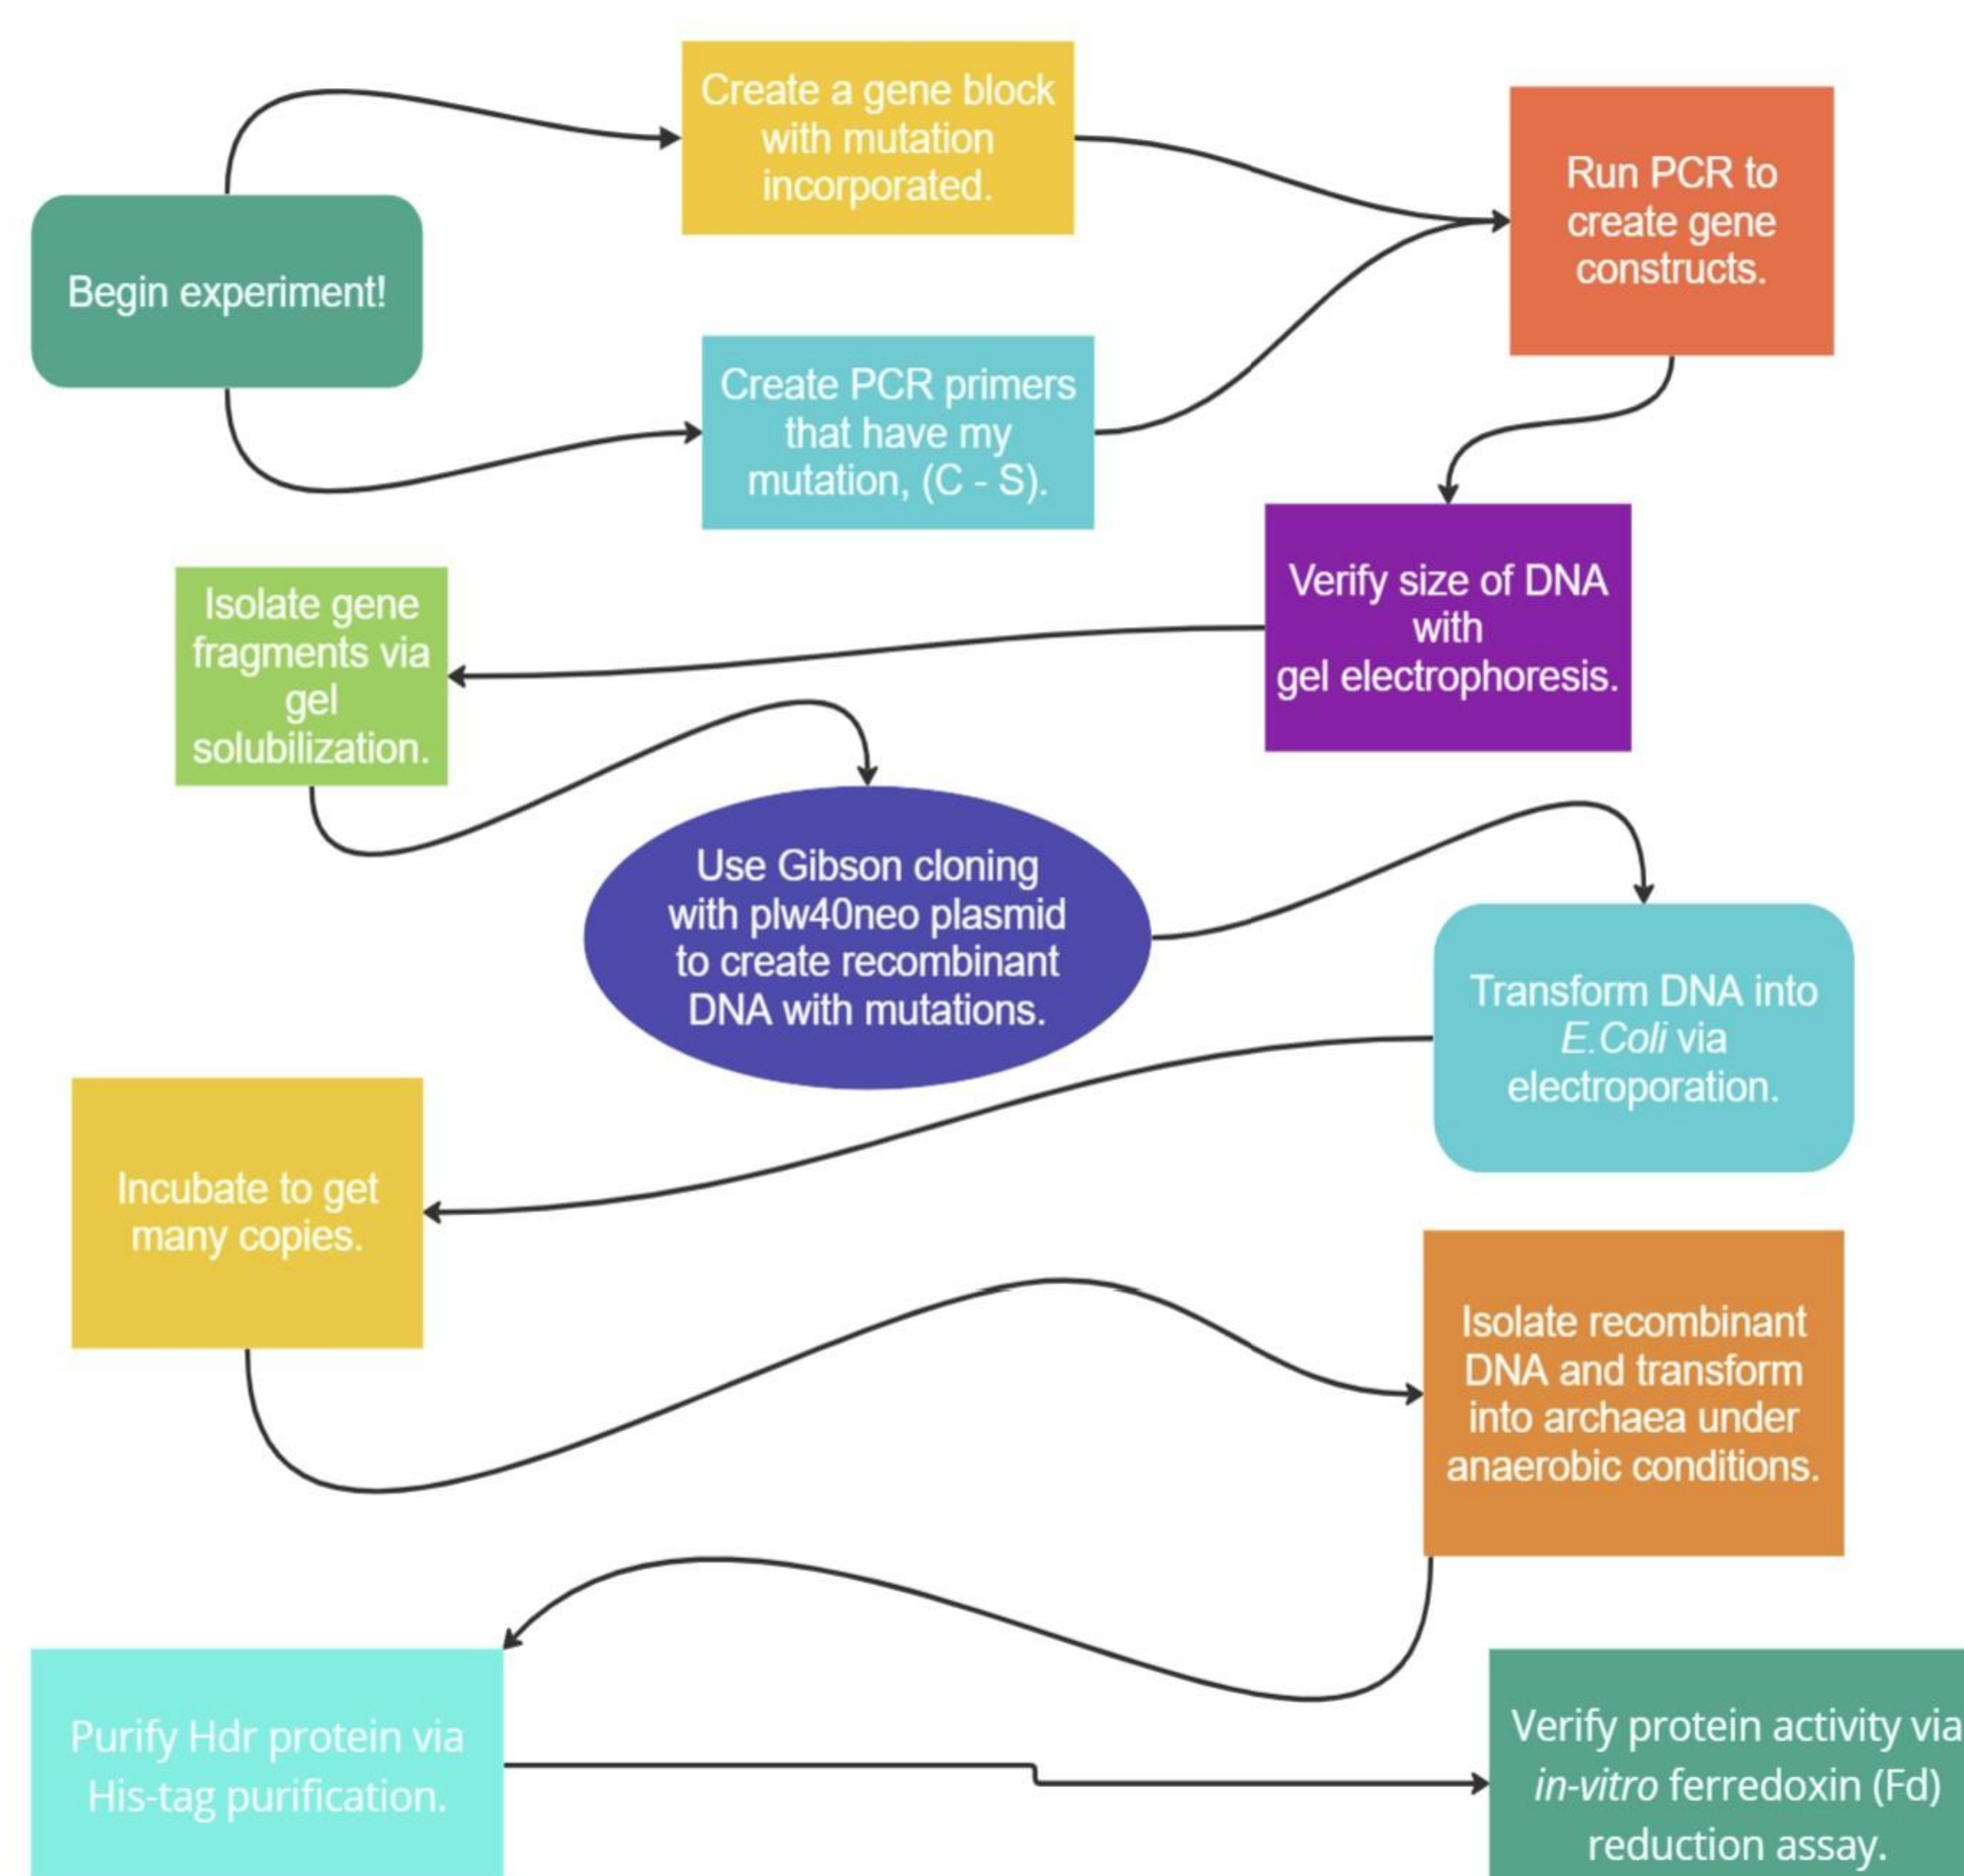 Begin experiment!
Create a gene block
with mutation
incorporated.
Create PCR primers
that have my
mutation, (C - S).
Run PCR to
create gene
constructs.
Verify size of DNA
with
gel electrophoresis.
Isolate gene
fragments via
gel
solubilization.
Use Gibson cloning
with plw40neo plasmid
to create recombinant
DNA with mutations.
Transform DNA into
E.Coli via
electroporation.
Incubate to get
many copies.
Isolate recombinant
DNA and transform
into archaea under
anaerobic conditions.
Purify Hdr protein via
His-tag purification.
Verify protein activity via
in-vitro ferredoxin (Fd)
reduction assay.